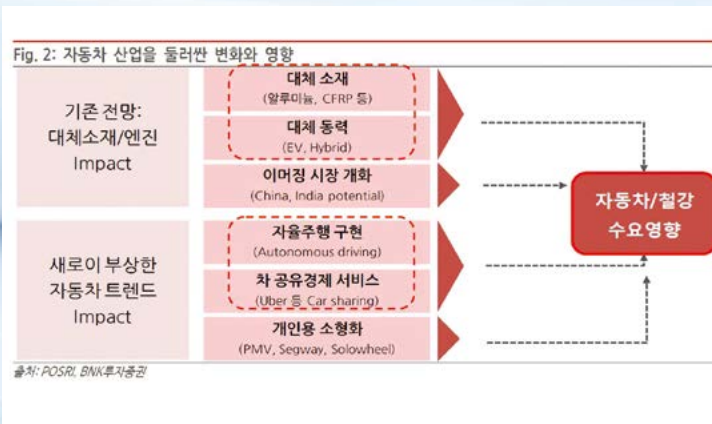 Fig. 2: 자동차 산업을 둘러싼 변화와 영향
기존 전망:
대체소재/엔진
Impact
대체 소재
(알루미늄, CFRP 등)
대체 동력
(EV, Hybrid)
이머징 시장 개화
(China, India potential)
새로이 부상한
자동차 트렌드
Impact
자율주행 구현
(Autonomous driving)
차 공유경제 서비스
(Uber 등 Car sharing)
개인용 소형화
(PMV, Segway, Solowheel)
자동차/철강
수요영향
출처: POSRI, BNK투자증권